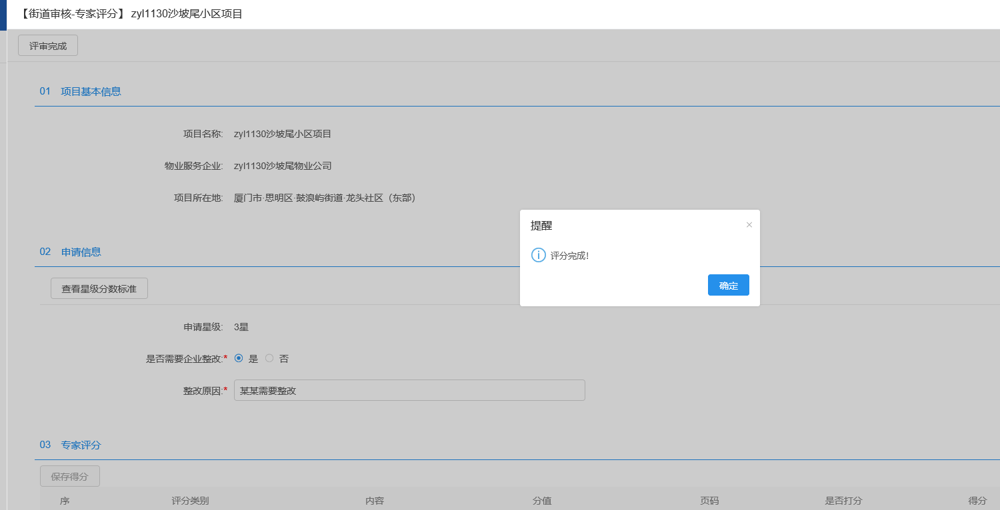 【街道审核-专家评分】 zyl1130沙坡尾小区项目
评审完成
01 项目基本信息
项目名称: zyl1130沙坡尾小区项目
物业服务企业: zyl1130沙坡尾物业公司
项目所在地: 厦门市·思明区·鼓浪屿街道·龙头社区（东部）
提醒
×
评分完成!
确定
02 申请信息
查看星级分数标准
申请星级: 3星
是否需要企业整改:* 是 否
整改原因:* 某某需要整改
03 专家评分
保存得分
序 评分类别 内容 分值 页码 是否打分 得分